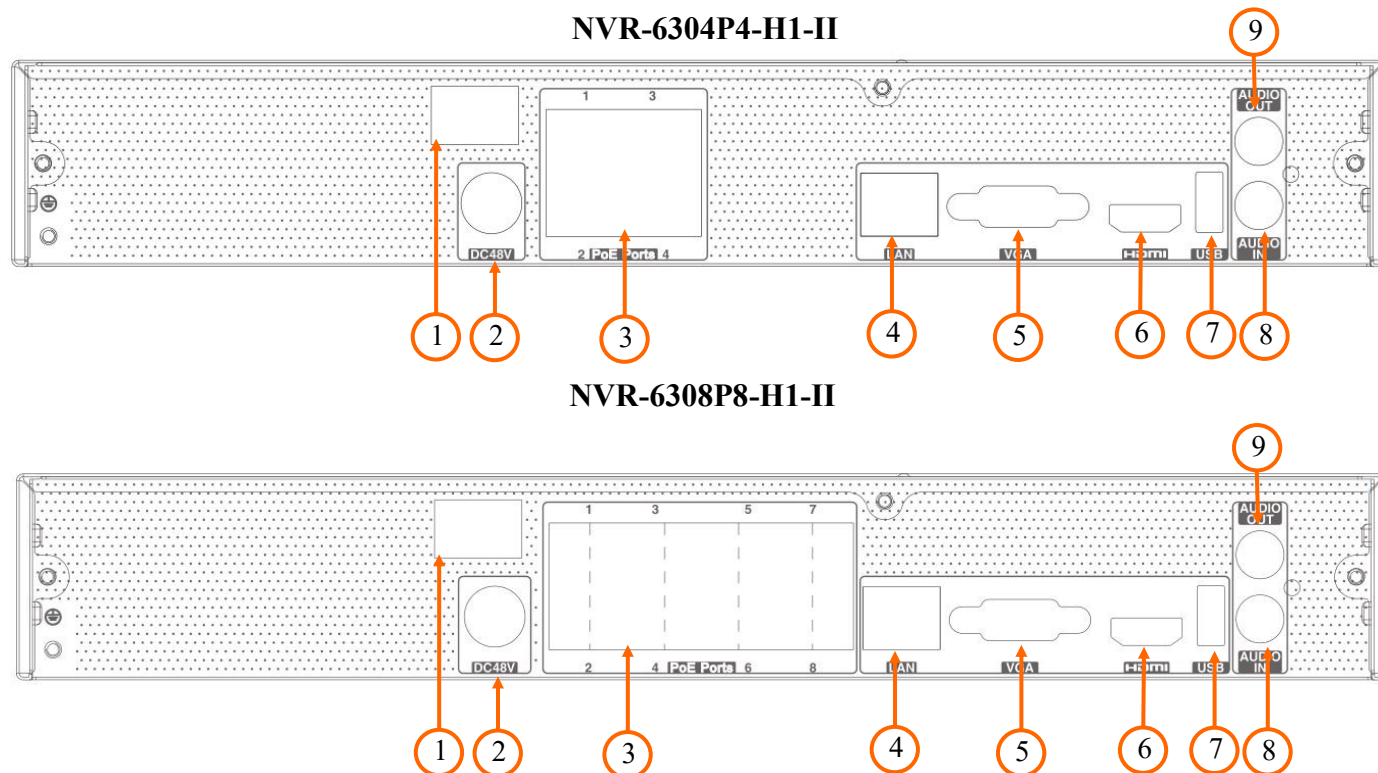 NVR-6304P4-H1-II
9
AUDIO
OUT
1 3
DC48V
2 PoE Ports 4
LAN
VGA
HDMI
USB
AUDIO
IN
1
2
3
4
5
6
7
8
NVR-6308P8-H1-II
9
AUDIO
OUT
1 3 5 7
DC48V
2 4 PoE Ports 6 8
LAN
VGA
HDMI
USB
AUDIO
IN
1
2
3
4
5
6
7
8